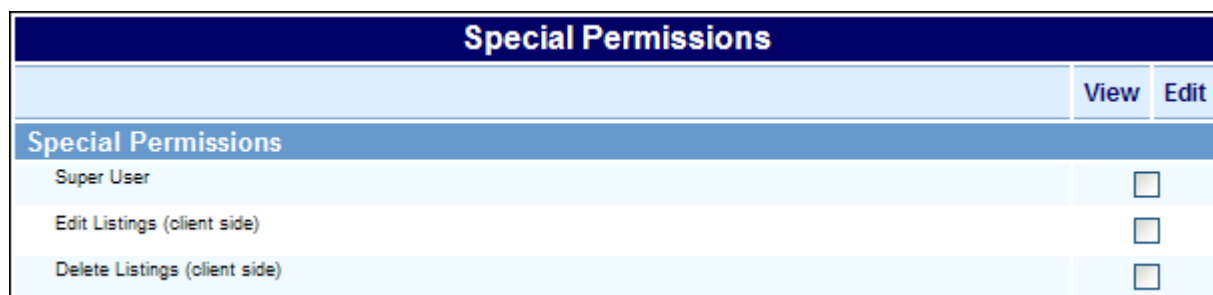 Special Permissions
View Edit
Special Permissions
Super User
Edit Listings (client side)
Delete Listings (client side)